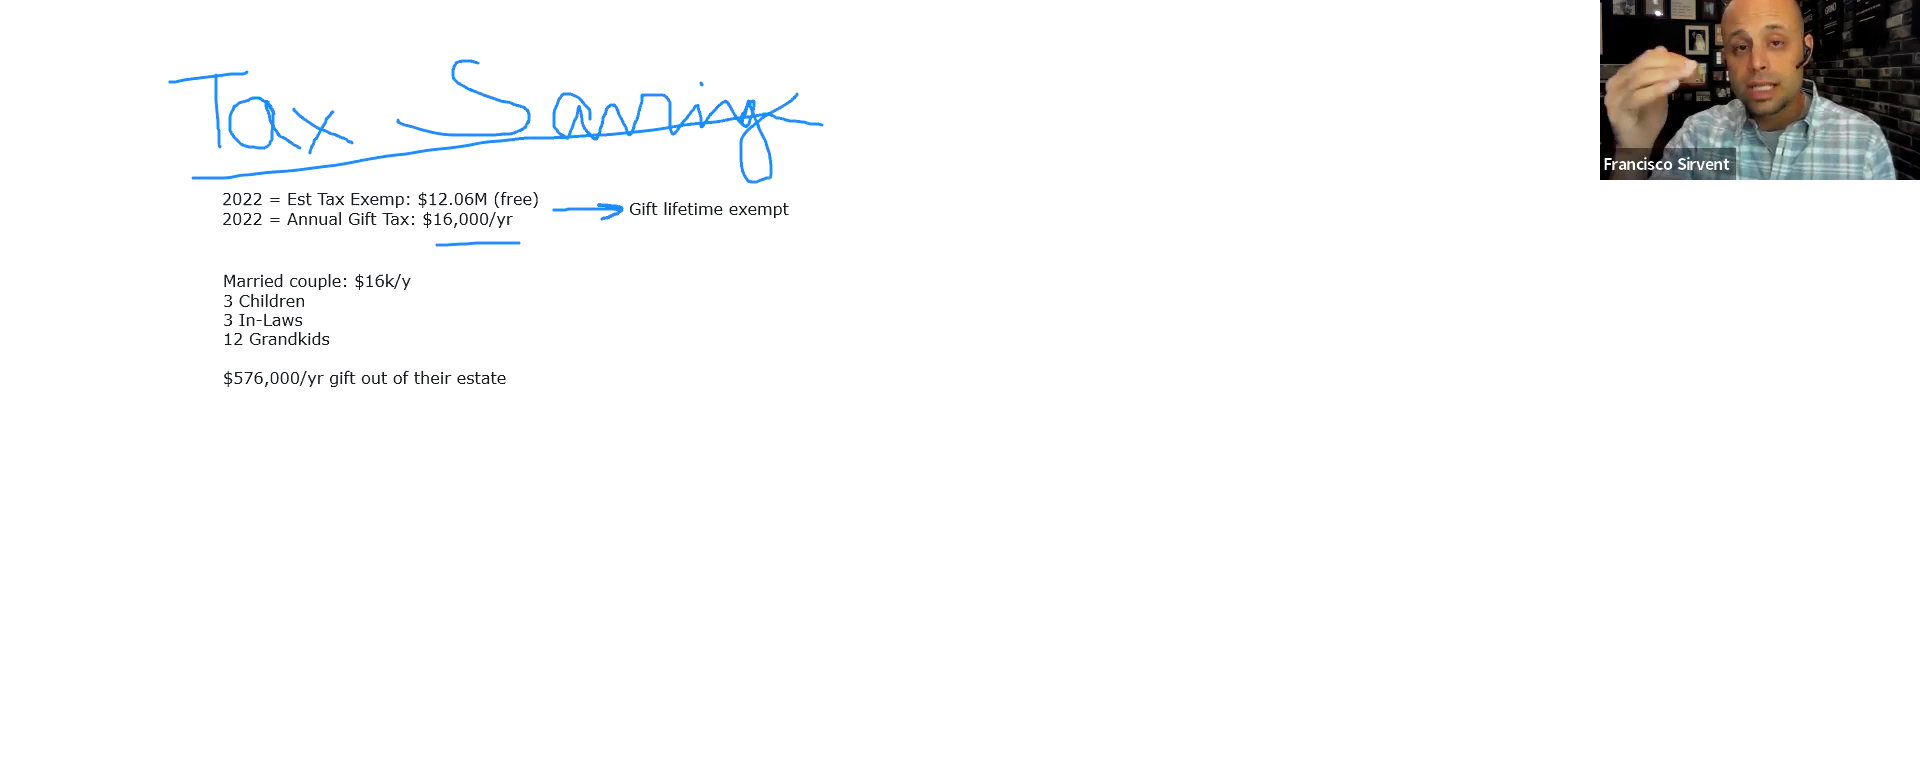 Tax Saving
2022 = Est Tax Exemp: $12.06M (free)
2022 = Annual Gift Tax: $16,000/yr
Gift lifetime exempt
Married couple: $16k/y
3 Children
3 In-Laws
12 Grandkids
$576,000/yr gift out of their estate
Francisco Sirvent